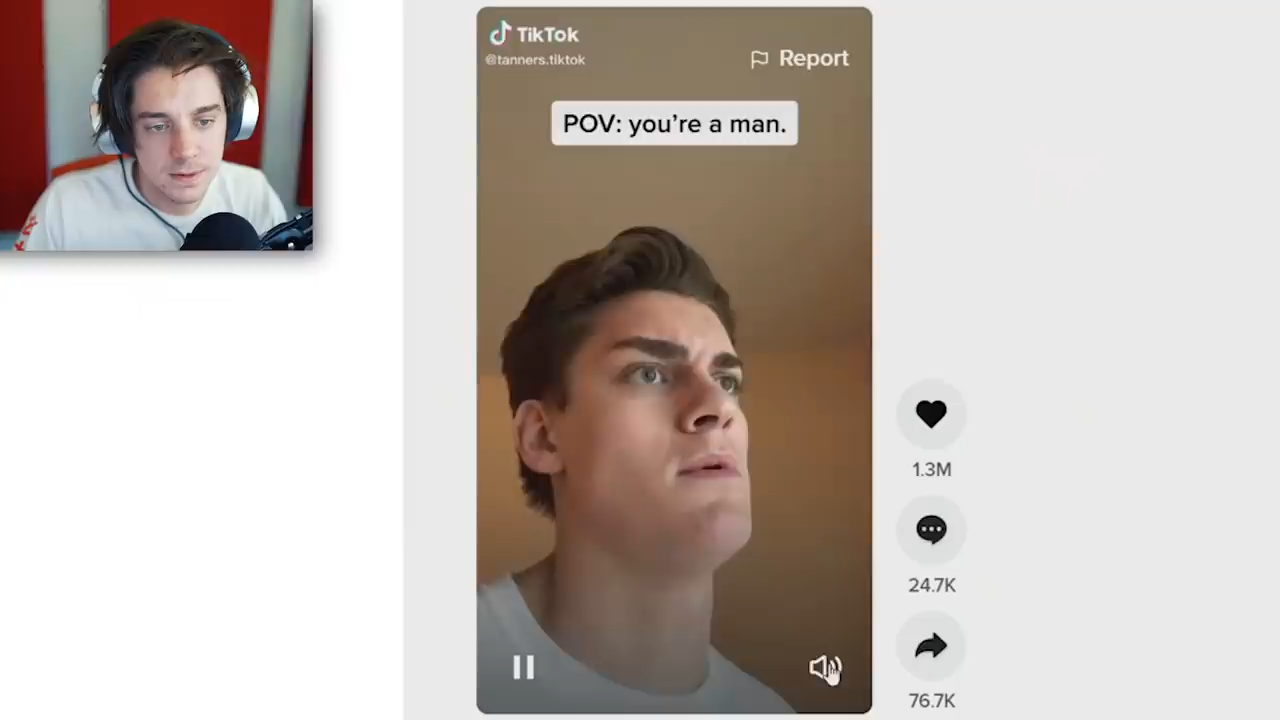 TikTok
@tanners.tiktok
Report
POV: you're a man.
1.3M
24.7K
76.7K